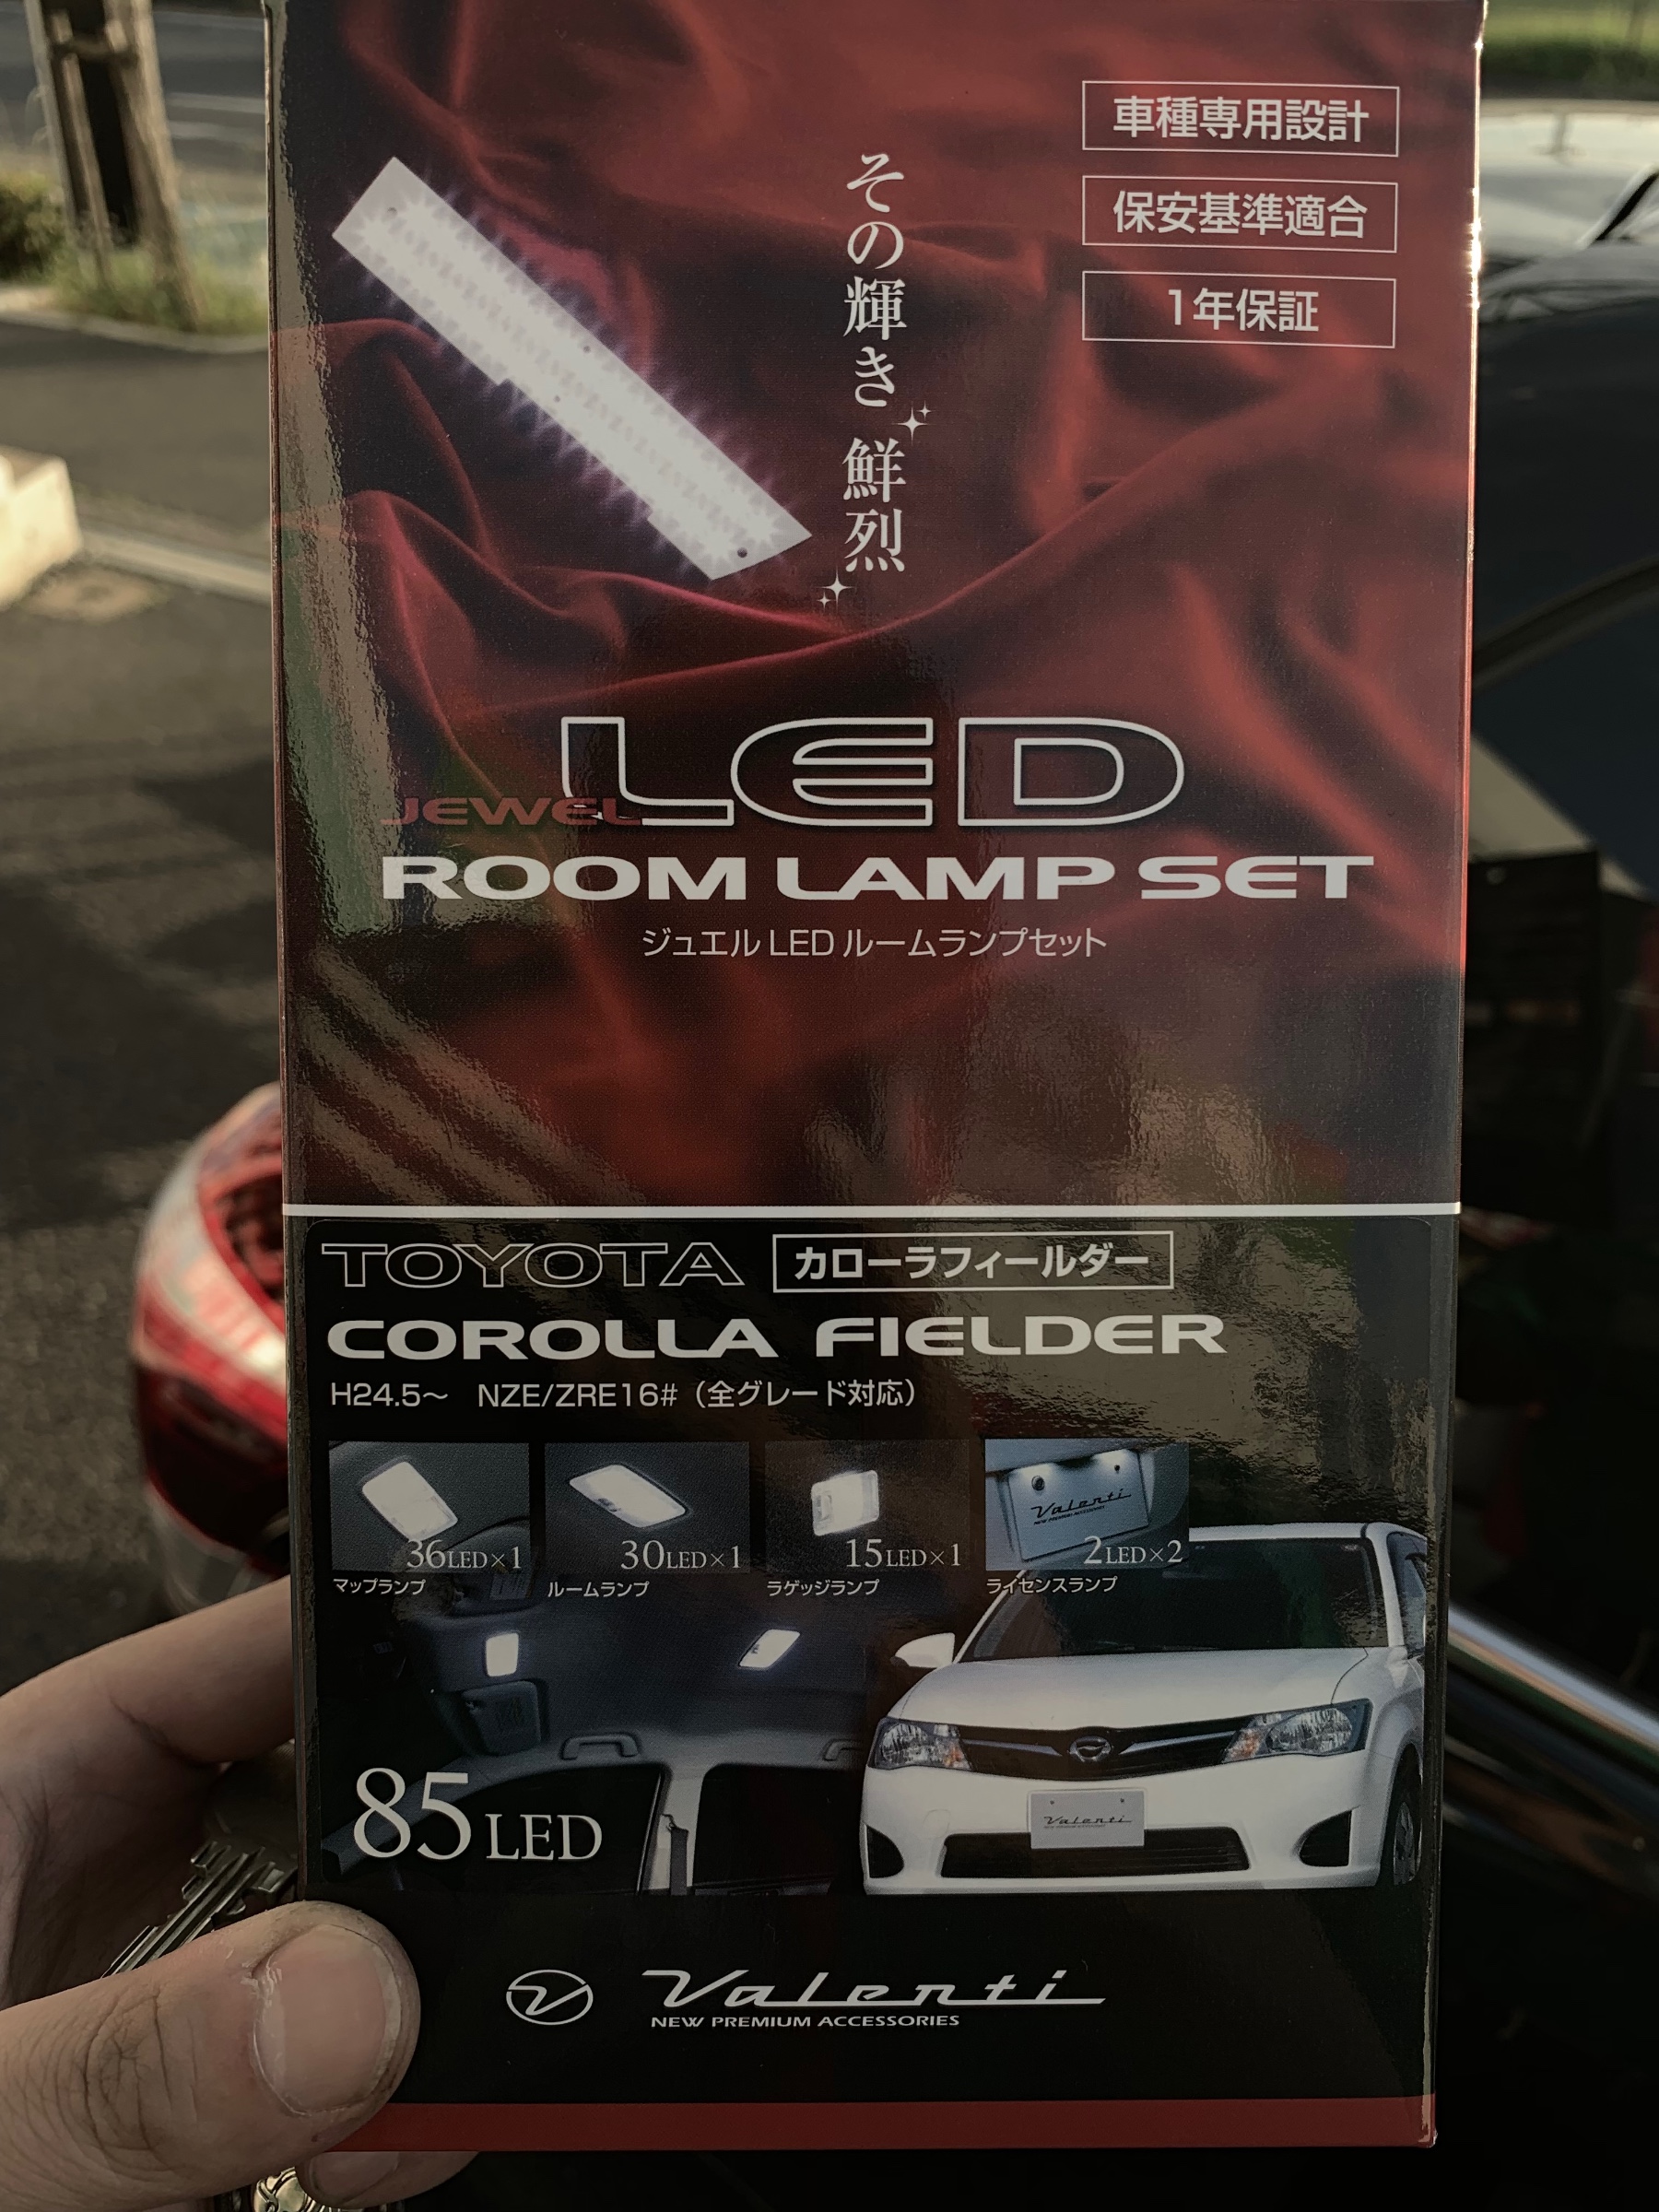 車種専用設計
保安基準適合
1年保証
その輝き 鮮烈
JEWEL LED
ROOM LAMP SET
ジュエル LED ルームランプセット
TOYOTA カローラフィールダー
COROLLA FIELDER
H24.5〜 NZE/ZRE16#（全グレード対応）
36LED×1
マップランプ
30LED×1
ルームランプ
15LED×1
ラゲッジランプ
Valenti
NEW PREMIUM ACCESSORIES
2LED×2
ライセンスランプ
85LED
Valenti
Valenti
NEW PREMIUM ACCESSORIES